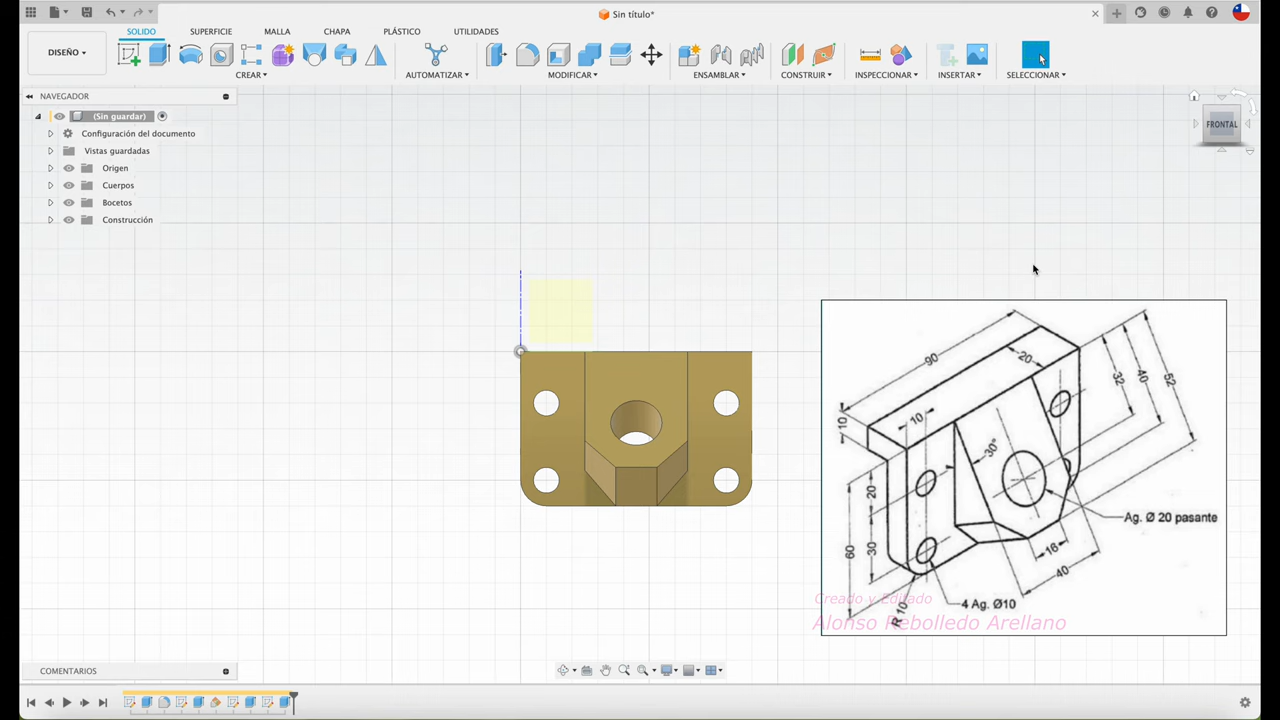 Sin título*
DISEÑO
SOLIDO
SUPERFICIE
MALLA
CHAPA
PLÁSTICO
UTILIDADES
CREAR
AUTOMATIZAR
MODIFICAR
ENSAMBLAR
CONSTRUIR
INSPECCIONAR
INSERTAR
SELECCIONAR
NAVEGADOR
(Sin guardar)
Configuración del documento
Vistas guardadas
Origen
Cuerpos
Bocetos
Construcción
FRONTAL
90
20
32
40
52
10
10
30°
20
30
60
Ag. Ø 20 pasante
16
40
4 Ag. Ø10
R 10
Creado y Editado
Alonso Rebolledo Arellano
COMENTARIOS